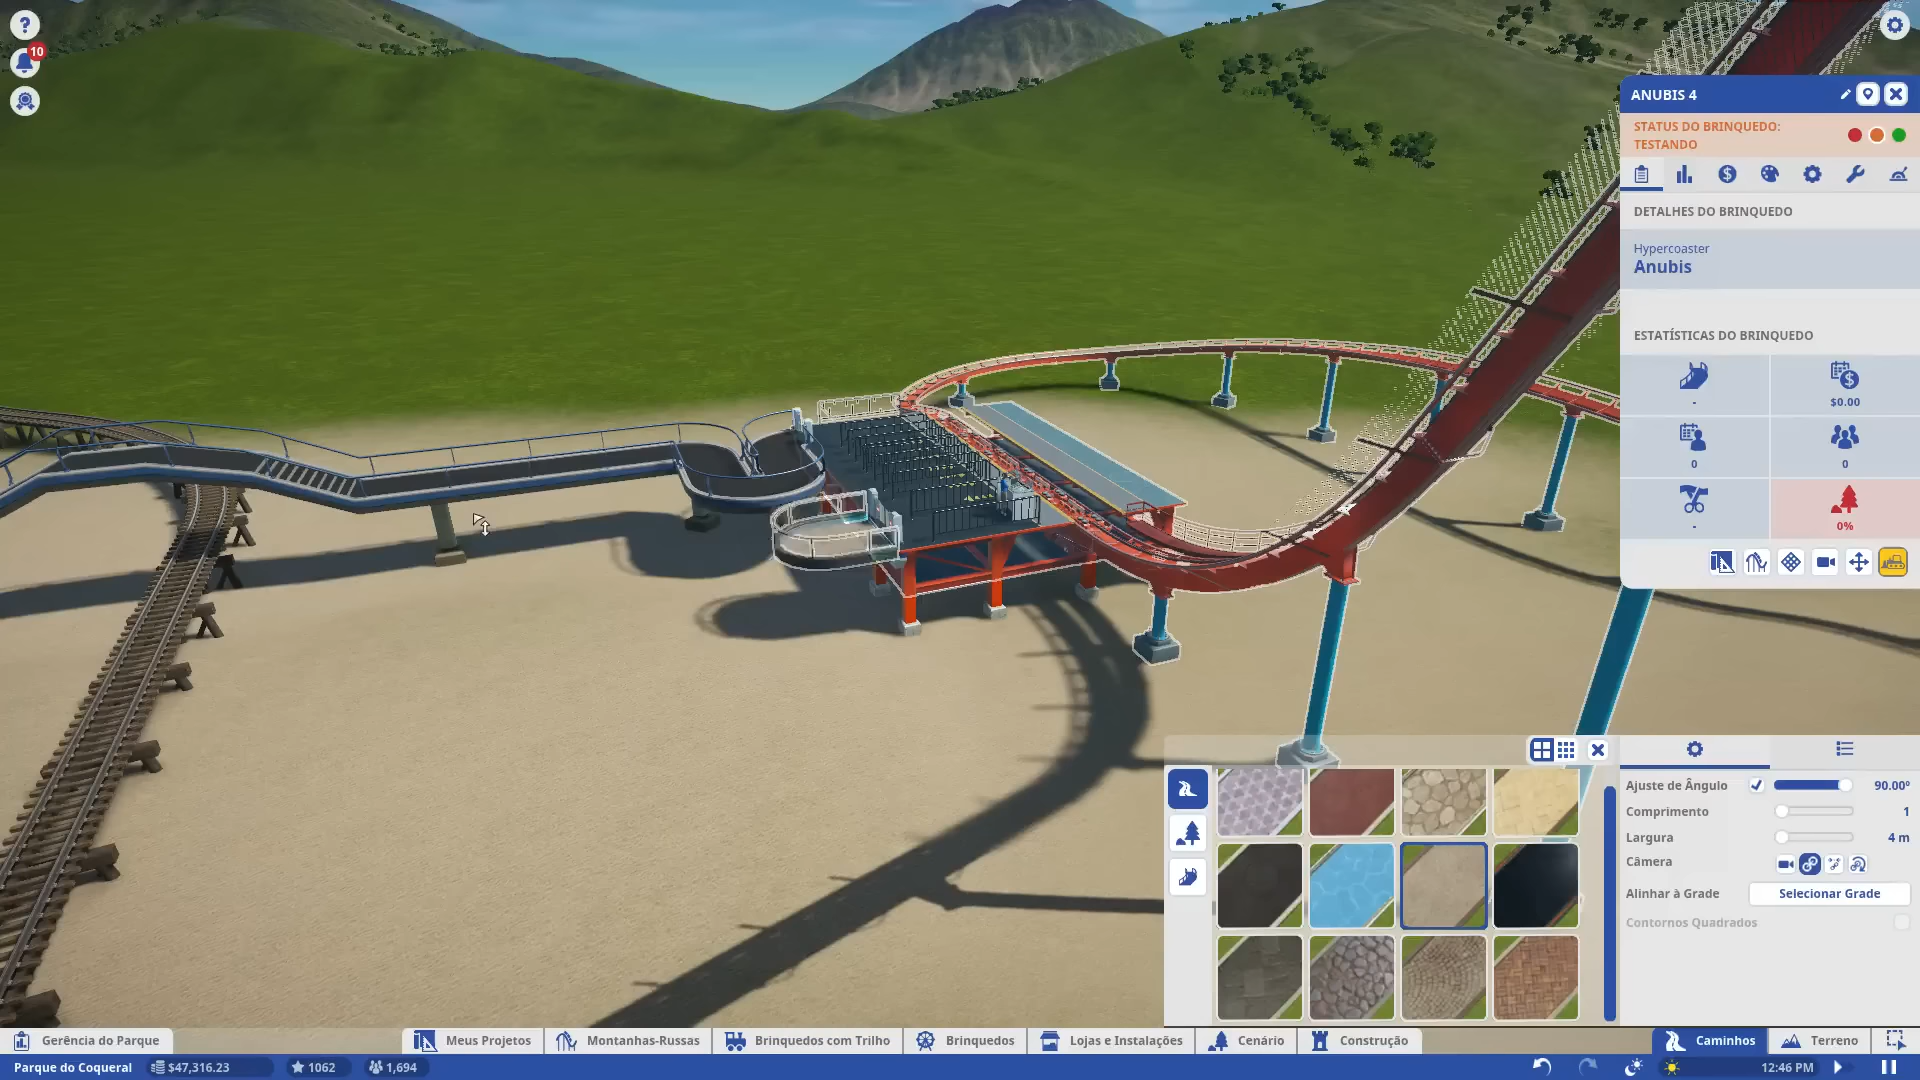 ?
10
ANUBIS 4
STATUS DO BRINQUEDO:
TESTANDO
DETALHES DO BRINQUEDO
Hypercoaster
Anubis
ESTATÍSTICAS DO BRINQUEDO
-
$0.00
0
0
-
0%
Ajuste de Ângulo
90.00°
Comprimento
1
Largura
4 m
Câmera
Alinhar à Grade
Selecionar Grade
Contornos Quadrados
Gerência do Parque
Meus Projetos
Montanhas-Russas
Brinquedos com Trilho
Brinquedos
Lojas e Instalações
Cenário
Construção
Caminhos
Terreno
Parque do Coqueral
$47,316.23
1062
1,694
12:46 PM